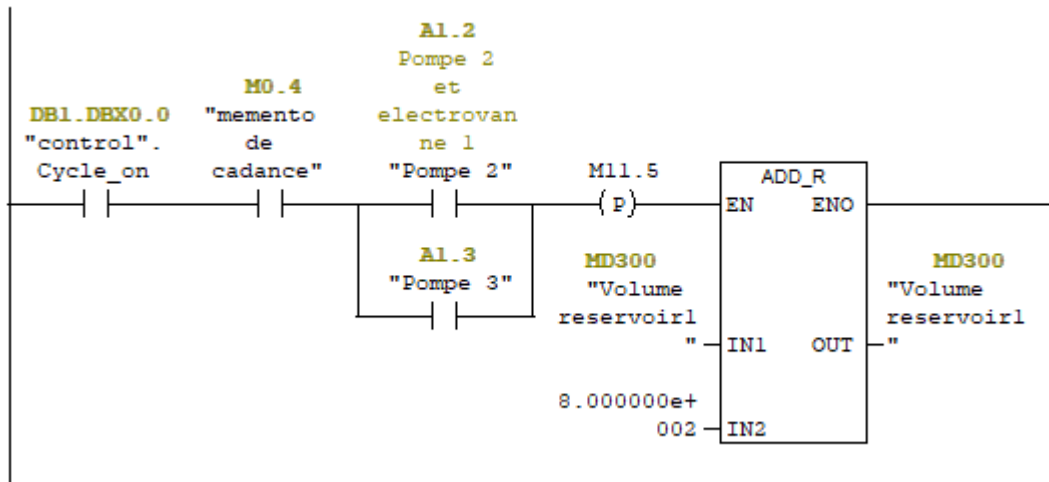 A1.2
Pompe 2
et
electrovan
ne 1
"Pompe 2"
M0.4
"memento
de
cadance"
DB1.DBX0.0
"control".
Cycle_on
A1.3
"Pompe 3"
M11.5
P
ADD_R
EN ENO
MD300
"Volume
reservoir1
"
IN1 OUT
MD300
"Volume
reservoir1
"
8.000000e+
002
IN2